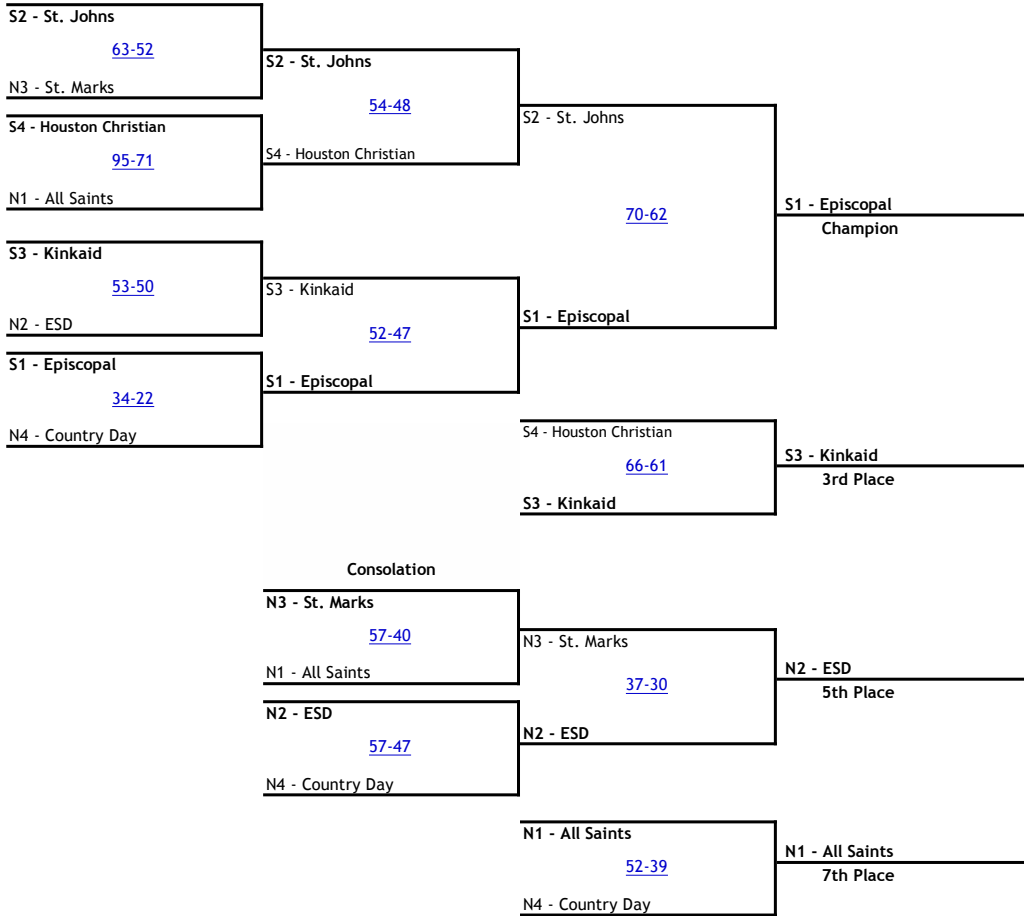 S2 - St. Johns
63-52
N3 - St. Marks
S4 - Houston Christian
95-71
N1 - All Saints
S3 - Kinkaid
53-50
N2 - ESD
S1 - Episcopal
34-22
N4 - Country Day
S2 - St. Johns
54-48
S4 - Houston Christian
S3 - Kinkaid
52-47
S1 - Episcopal
S2 - St. Johns
70-62
S1 - Episcopal
S1 - Episcopal
Champion
S4 - Houston Christian
66-61
S3 - Kinkaid
S3 - Kinkaid
3rd Place
Consolation
N3 - St. Marks
57-40
N1 - All Saints
N2 - ESD
57-47
N4 - Country Day
N3 - St. Marks
37-30
N2 - ESD
N2 - ESD
5th Place
N1 - All Saints
52-39
N4 - Country Day
N1 - All Saints
7th Place